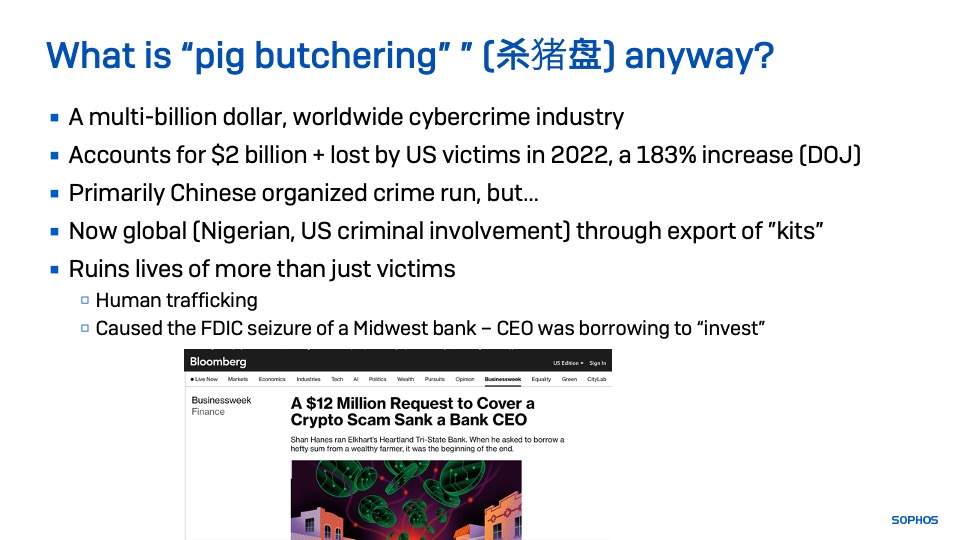 What is “pig butchering” ” (杀猪盘) anyway?
A multi-billion dollar, worldwide cybercrime industry
Accounts for $2 billion + lost by US victims in 2022, a 183% increase (DOJ)
Primarily Chinese organized crime run, but...
Now global (Nigerian, US criminal involvement) through export of ”kits”
Ruins lives of more than just victims
Human trafficking
Caused the FDIC seizure of a Midwest bank – CEO was borrowing to “invest”
Bloomberg
US Edition Sign In
Live Now Markets Economics Industries Tech AI Politics Wealth Pursuits Opinion Businessweek Equality Green CityLab
Businessweek
Finance
A $12 Million Request to Cover a
Crypto Scam Sank a Bank CEO
Shan Hanes ran Elkhart's Heartland Tri-State Bank. When he asked to borrow a
hefty sum from a wealthy farmer, it was the beginning of the end.
SOPHOS